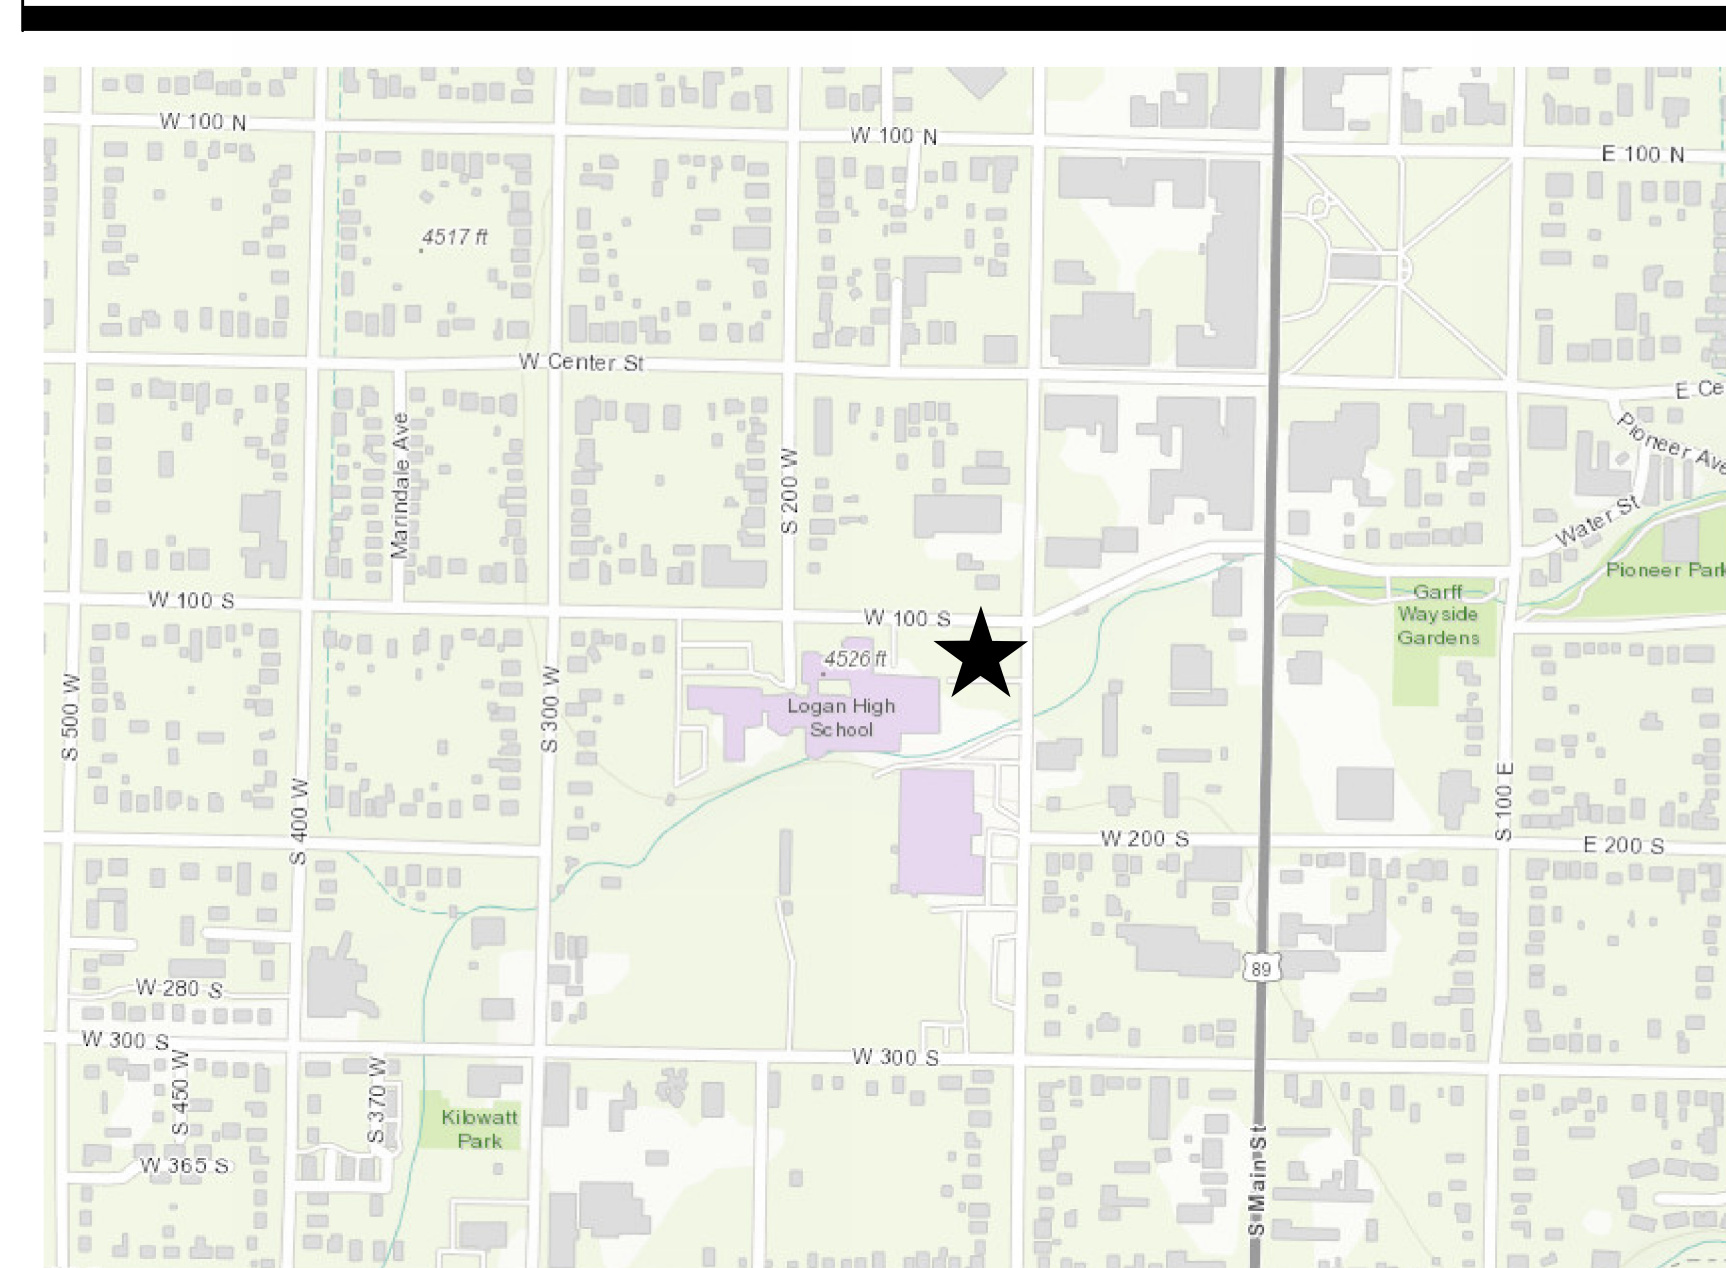 W 100 N
W 100 N
E 100 N
4517 ft
W Center St
E Ce
Pioneer Ave
Marindale Ave
S 200 W
Water St
Pioneer Park
W 100 S
Garff
Wayside
Gardens
W 100 S
4526 ft
Logan High
School
S 500 W
S 300 W
S 400 W
S 100 E
W 200 S
E 200 S
89
W 280 S
W 300 S
W 300 S
S 450 W
S 370 W
Kilowatt
Park
W 365 S
S Main St